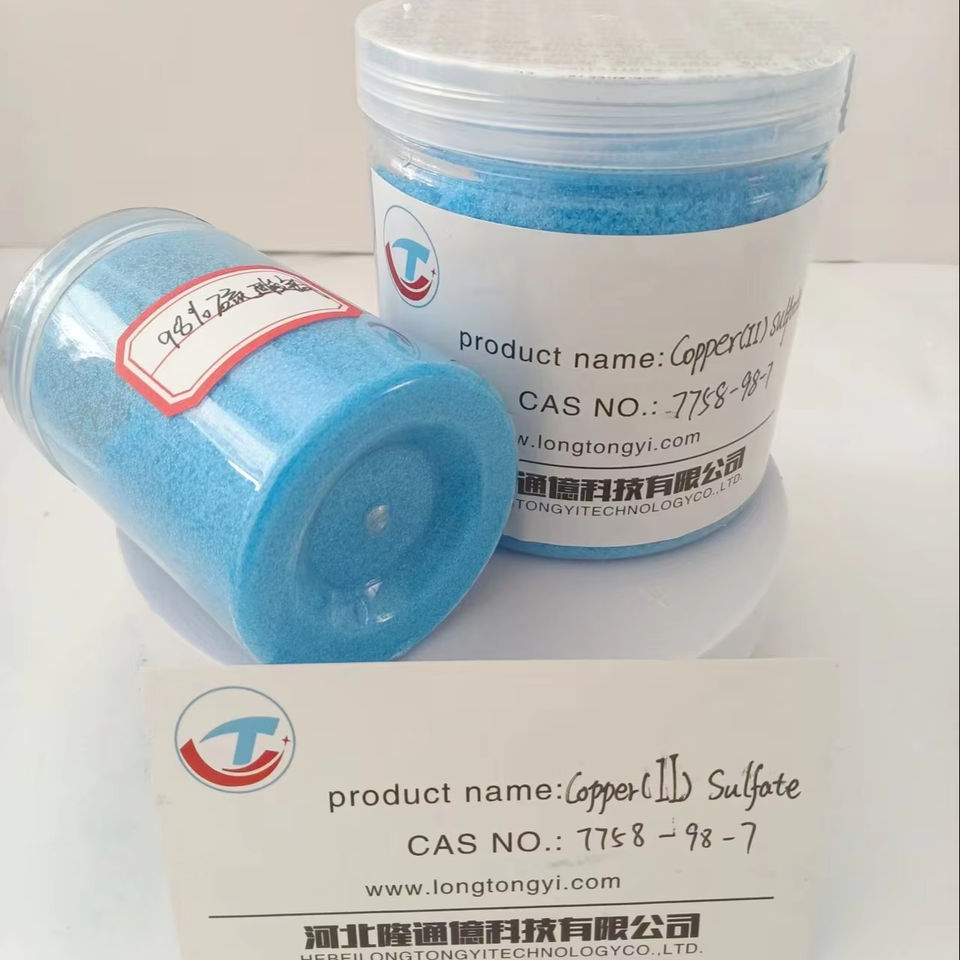 98%硫酸铜
product name: Copper(II) Sulfate
CAS NO.: 7758-98-7
w.longtongyi.com
通億科技有限公司
TONGYITECHNOLOGYCO.,LTD.
product name: Copper(II) Sulfate
CAS NO.: 7758-98-7
www.longtongyi.com
河北隆通億科技有限公司
HEBEILONGTONGYITECHNOLOGYCO.,LTD.